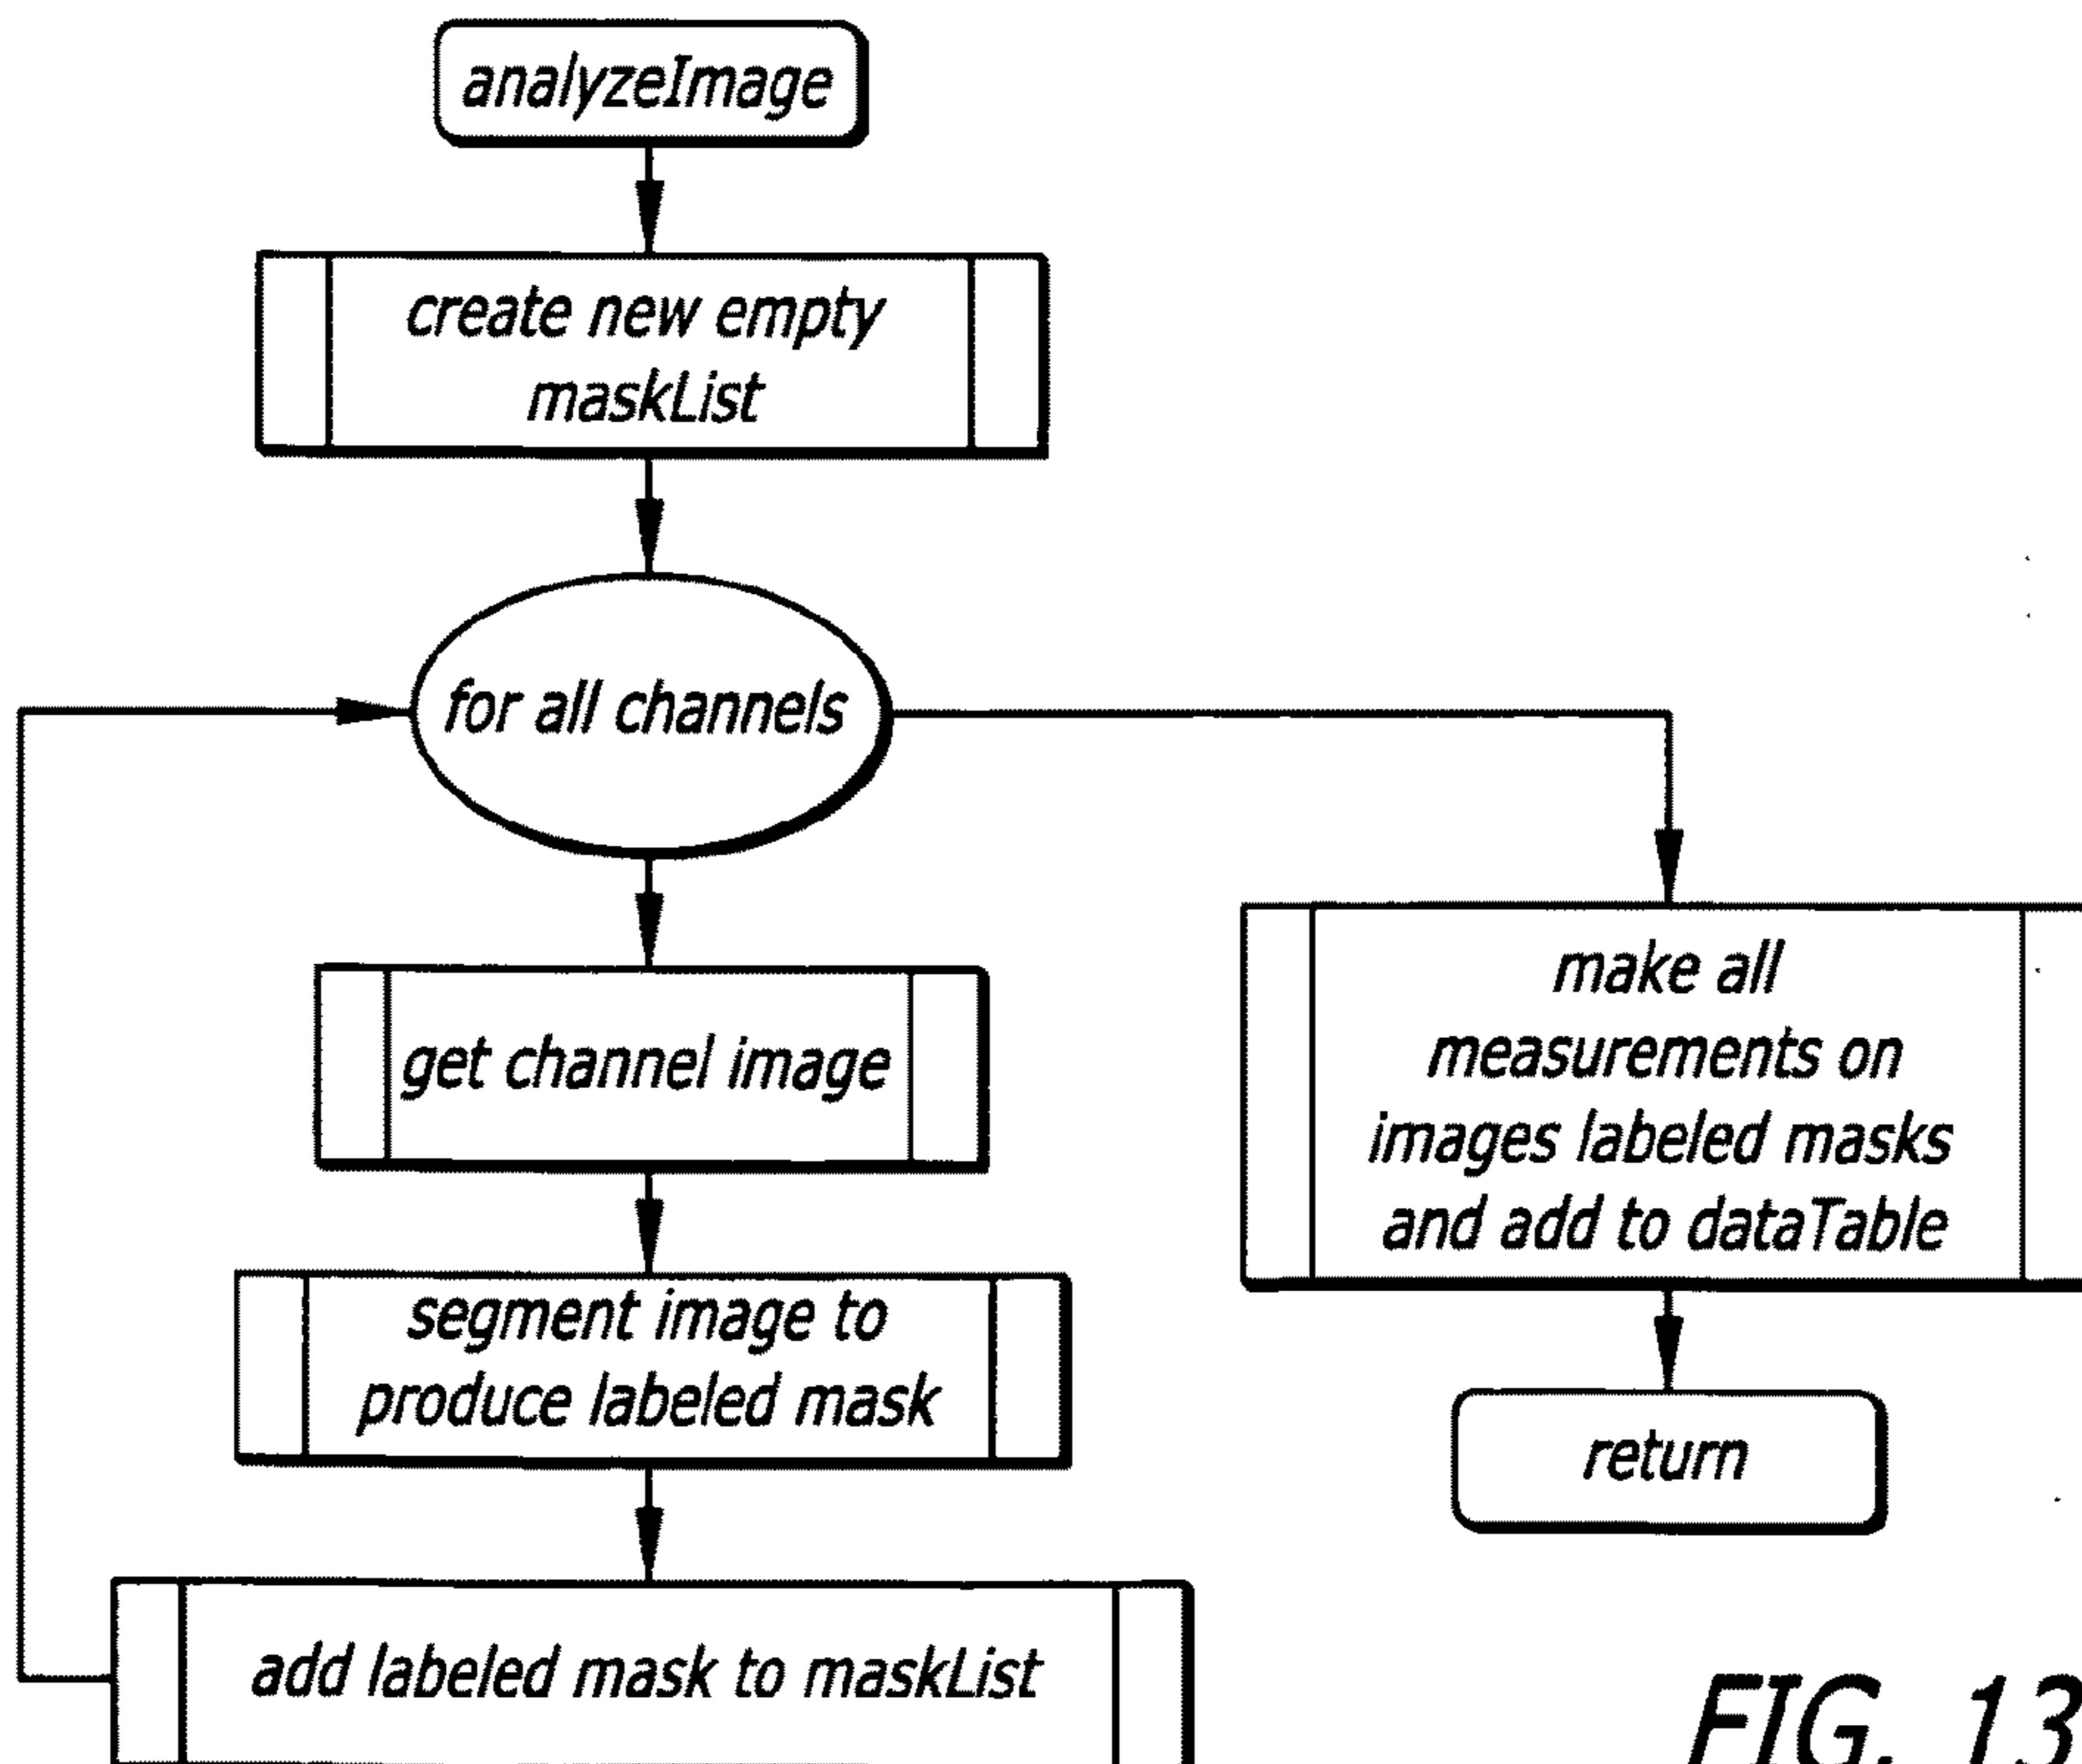 analyzeImage
create new empty
maskList
for all channels
get channel image
segment image to
produce labeled mask
add labeled mask to maskList
make all
measurements on
images labeled masks
and add to dataTable
return
FIG. 13